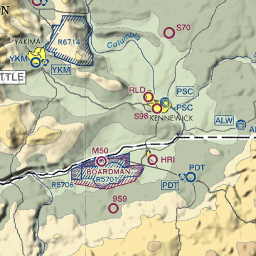 N
S70
Columbia
R6714
YAKIMA
YKM
YKM
TTLE
RLD
PSC
PSC
S98
KENNEWICK
ALW
AL
M50
HRI
BOARDMAN
R5701
R5706
PDT
PDT
9S9